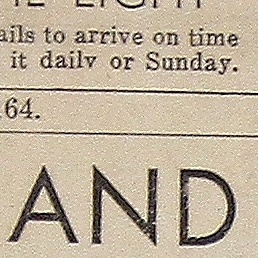 ails to arrive on time
it daily or Sunday.
64.
AND